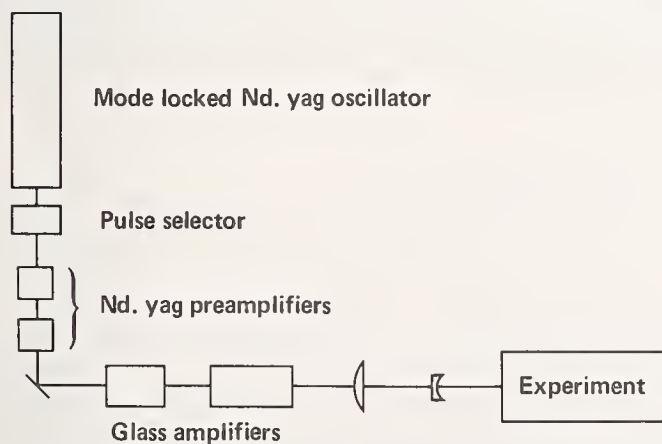 Mode locked Nd. yag oscillator
Pulse selector
Nd. yag preamplifiers
Experiment
Glass amplifiers